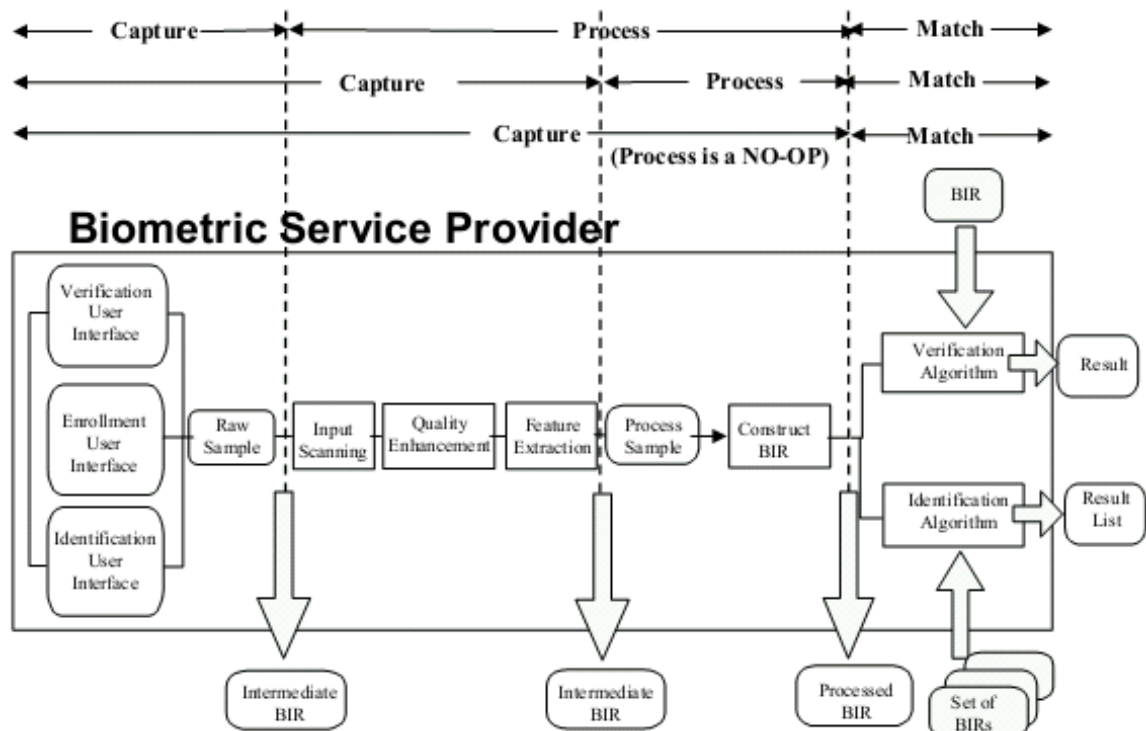 Capture Process Match
Capture Process Match
Capture Match
(Process is a NO-OP)
BIR
Biometric Service Provider
Verification
User
Interface
Enrollment
User
Interface
Identification
User
Interface
Raw
Sample
Input
Scanning
Quality
Enhancement
Feature
Extraction
Process
Sample
Construct
BIR
Verification
Algorithm
Result
Identification
Algorithm
Result
List
Intermediate
BIR
Intermediate
BIR
Processed
BIR
Set of
BIRs